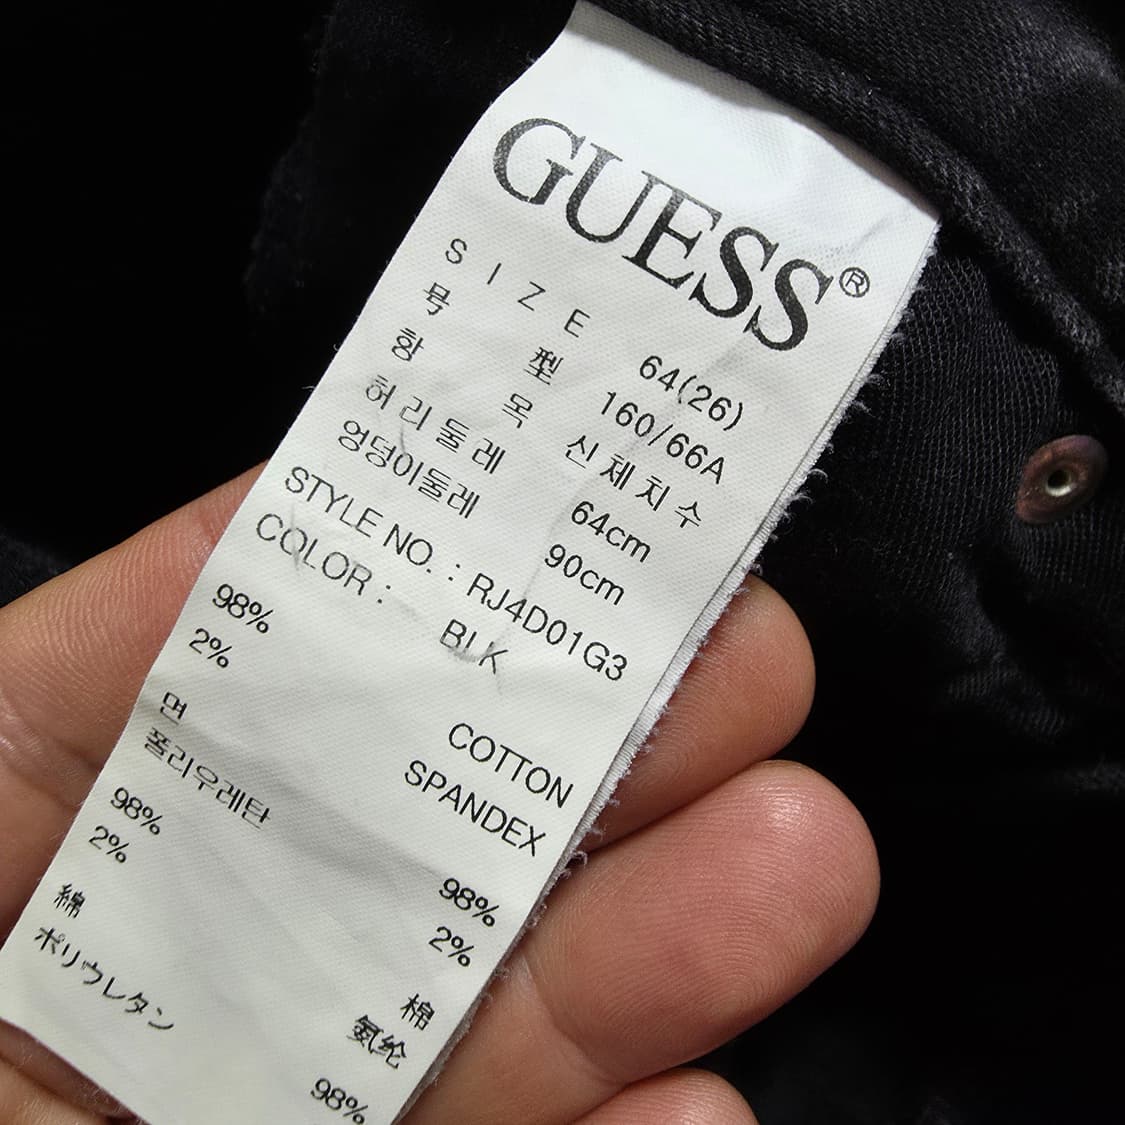 GUESS®
SIZE 64(26)
号型 160/66A
항목 신체치수
허리둘레 64cm
엉덩이둘레 90cm
STYLE NO. : RJ4D01G3
COLOR : BLK
98% COTTON
2% SPANDEX
면 98%
폴리우레탄 2%
98% 棉
2% 氨纶
綿 98%
ポリウレタン